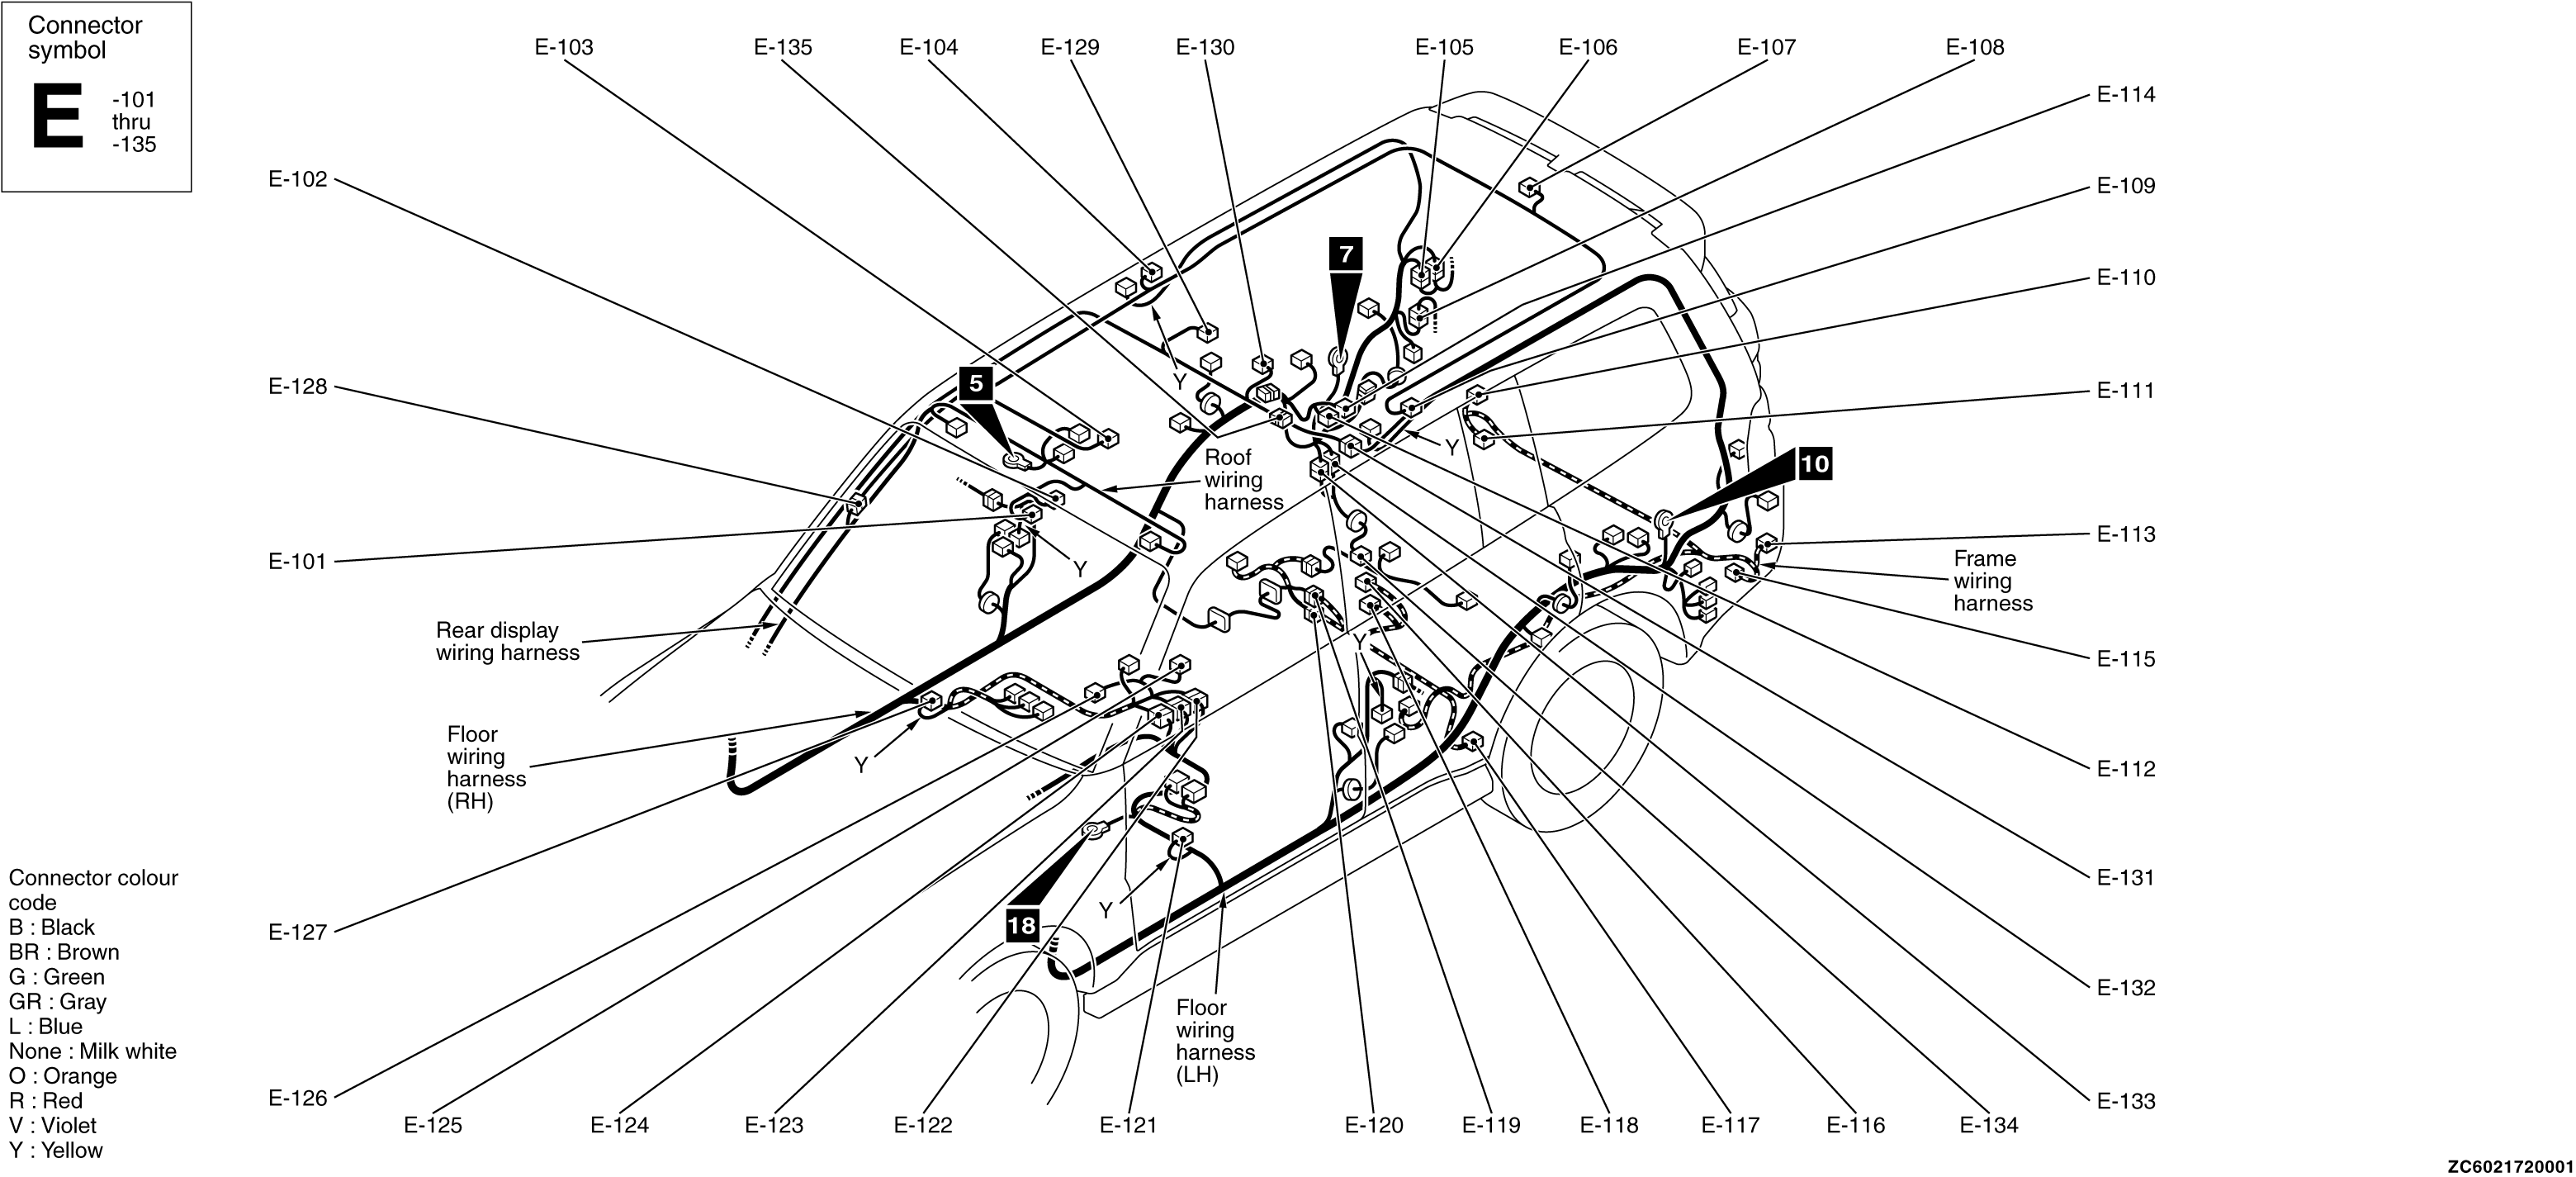 Connector
symbol
E
-101
thru
-135
E-103
E-135
E-104
E-129
E-130
E-105
E-106
E-107
E-108
E-114
E-102
E-109
7
E-110
Y
5
E-128
E-111
Y
Roof
wiring
harness
10
E-101
E-113
Y
Frame
wiring
harness
Rear display
wiring harness
Y
E-115
Floor
wiring
harness
(RH)
Y
E-112
Connector colour
code
B : Black
BR : Brown
G : Green
GR : Gray
L : Blue
None : Milk white
O : Orange
R : Red
V : Violet
Y : Yellow
E-131
Y
18
E-127
E-132
Floor
wiring
harness
(LH)
E-126
E-133
E-125
E-124
E-123
E-122
E-121
E-120
E-119
E-118
E-117
E-116
E-134
ZC6021720001